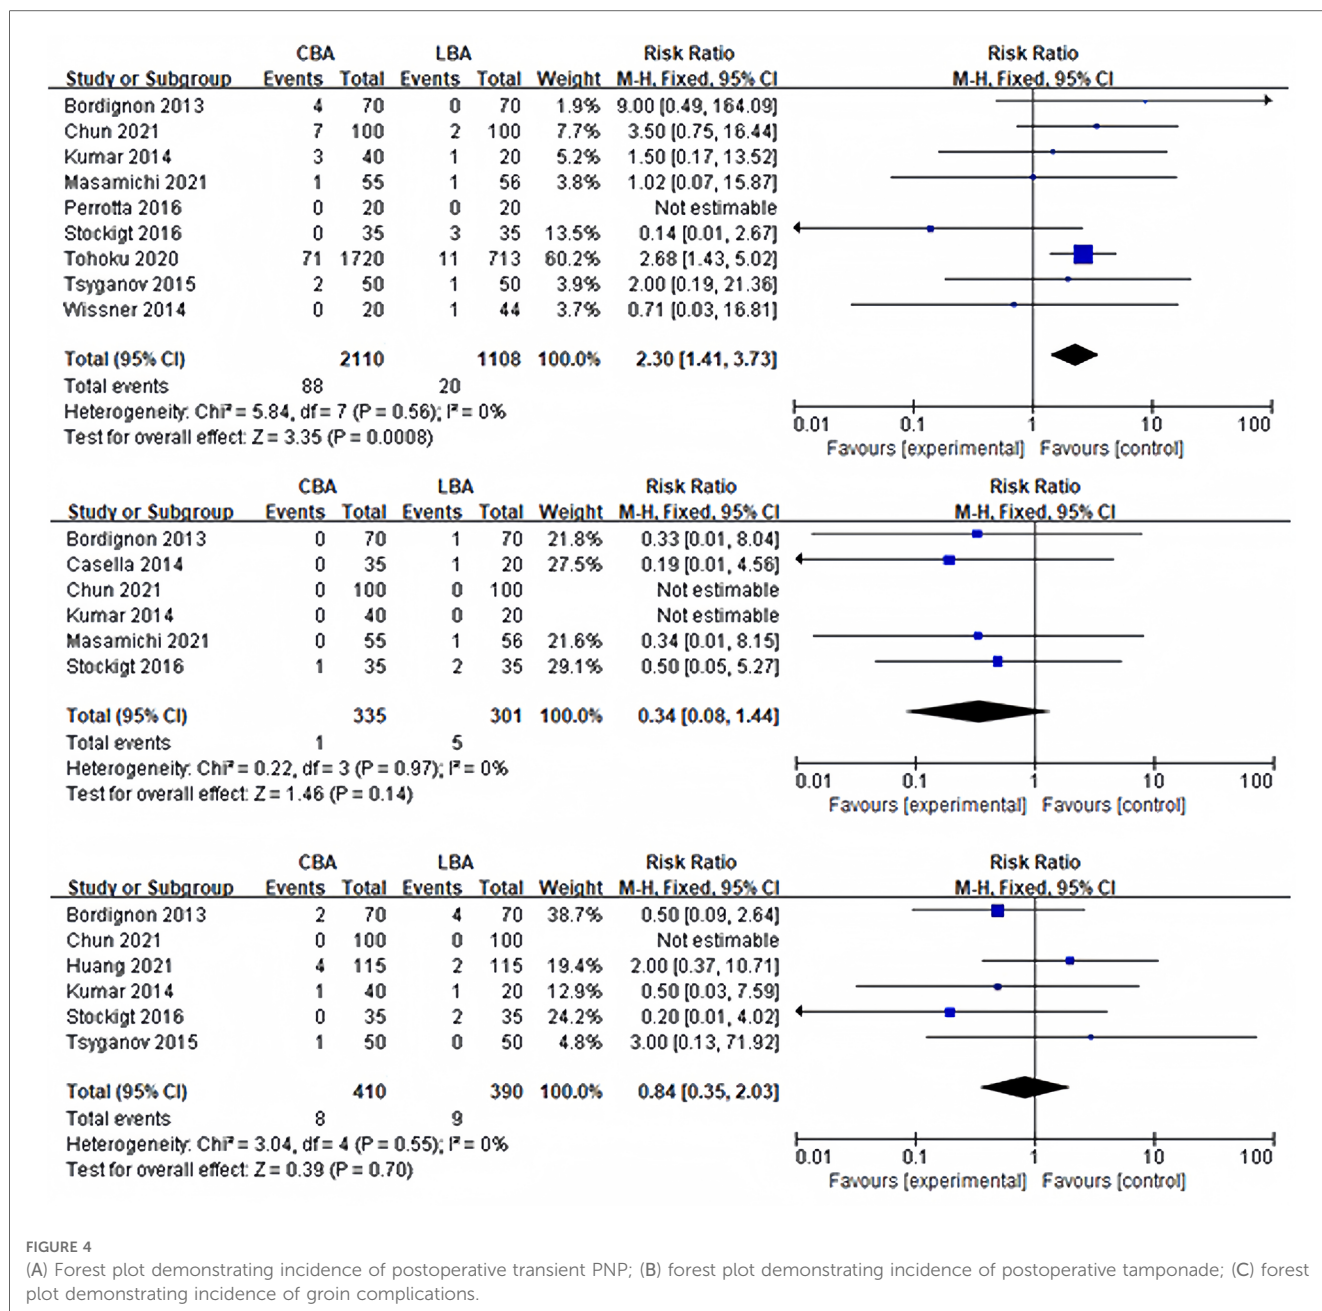 CBA LBA Risk Ratio Risk Ratio
Study or Subgroup Events Total Events Total Weight M-H, Fixed, 95% CI M-H, Fixed, 95% CI
Bordignon 2013 4 70 0 70 1.9% 9.00 [0.49, 164.09]
Chun 2021 7 100 2 100 7.7% 3.50 [0.75, 16.44]
Kumar 2014 3 40 1 20 5.2% 1.50 [0.17, 13.52]
Masamichi 2021 1 55 1 56 3.8% 1.02 [0.07, 15.87]
Perrotta 2016 0 20 0 20 Not estimable
Stockigt 2016 0 35 3 35 13.5% 0.14 [0.01, 2.67]
Tohoku 2020 71 1720 11 713 60.2% 2.68 [1.43, 5.02]
Tsyganov 2015 2 50 1 50 3.9% 2.00 [0.19, 21.36]
Wissner 2014 0 20 1 44 3.7% 0.71 [0.03, 16.81]
Total (95% CI) 2110 1108 100.0% 2.30 [1.41, 3.73]
Total events 88 20
Heterogeneity: Chi² = 5.84, df = 7 (P = 0.56); I² = 0%
Test for overall effect: Z = 3.35 (P = 0.0008)
0.01 0.1 1 10 100
Favours [experimental] Favours [control]
CBA LBA Risk Ratio Risk Ratio
Study or Subgroup Events Total Events Total Weight M-H, Fixed, 95% CI M-H, Fixed, 95% CI
Bordignon 2013 0 70 1 70 21.8% 0.33 [0.01, 8.04]
Casella 2014 0 35 1 20 27.5% 0.19 [0.01, 4.56]
Chun 2021 0 100 0 100 Not estimable
Kumar 2014 0 40 0 20 Not estimable
Masamichi 2021 0 55 1 56 21.6% 0.34 [0.01, 8.15]
Stockigt 2016 1 35 2 35 29.1% 0.50 [0.05, 5.27]
Total (95% CI) 335 301 100.0% 0.34 [0.08, 1.44]
Total events 1 5
Heterogeneity: Chi² = 0.22, df = 3 (P = 0.97); I² = 0%
Test for overall effect: Z = 1.46 (P = 0.14)
0.01 0.1 1 10 100
Favours [experimental] Favours [control]
CBA LBA Risk Ratio Risk Ratio
Study or Subgroup Events Total Events Total Weight M-H, Fixed, 95% CI M-H, Fixed, 95% CI
Bordignon 2013 2 70 4 70 38.7% 0.50 [0.09, 2.64]
Chun 2021 0 100 0 100 Not estimable
Huang 2021 4 115 2 115 19.4% 2.00 [0.37, 10.71]
Kumar 2014 1 40 1 20 12.9% 0.50 [0.03, 7.59]
Stockigt 2016 0 35 2 35 24.2% 0.20 [0.01, 4.02]
Tsyganov 2015 1 50 0 50 4.8% 3.00 [0.13, 71.92]
Total (95% CI) 410 390 100.0% 0.84 [0.35, 2.03]
Total events 8 9
Heterogeneity: Chi² = 3.04, df = 4 (P = 0.55); I² = 0%
Test for overall effect: Z = 0.39 (P = 0.70)
0.01 0.1 1 10 100
Favours [experimental] Favours [control]
FIGURE 4
(A) Forest plot demonstrating incidence of postoperative transient PNP; (B) forest plot demonstrating incidence of postoperative tamponade; (C) forest
plot demonstrating incidence of groin complications.